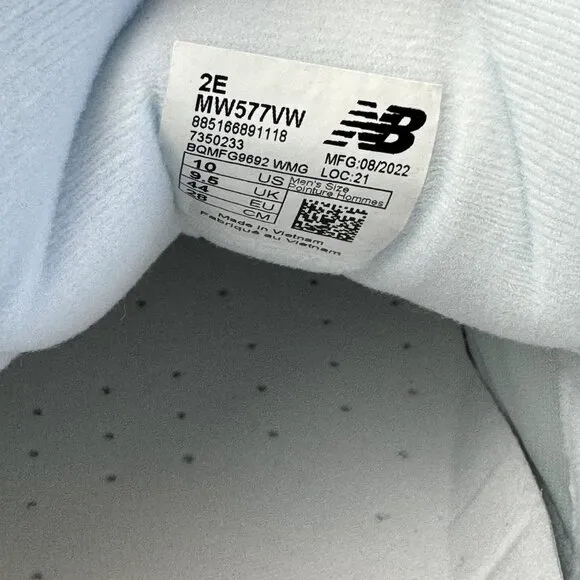 2E
MW577VW
885166891118
7350233
BQMFG9692 WMG
NB
MFG:08/2022
LOC:21
10 US Men's Size
9.5 UK Pointure Hommes
44 EU
28 CM
Made in Vietnam
Fabriqué au Vietnam